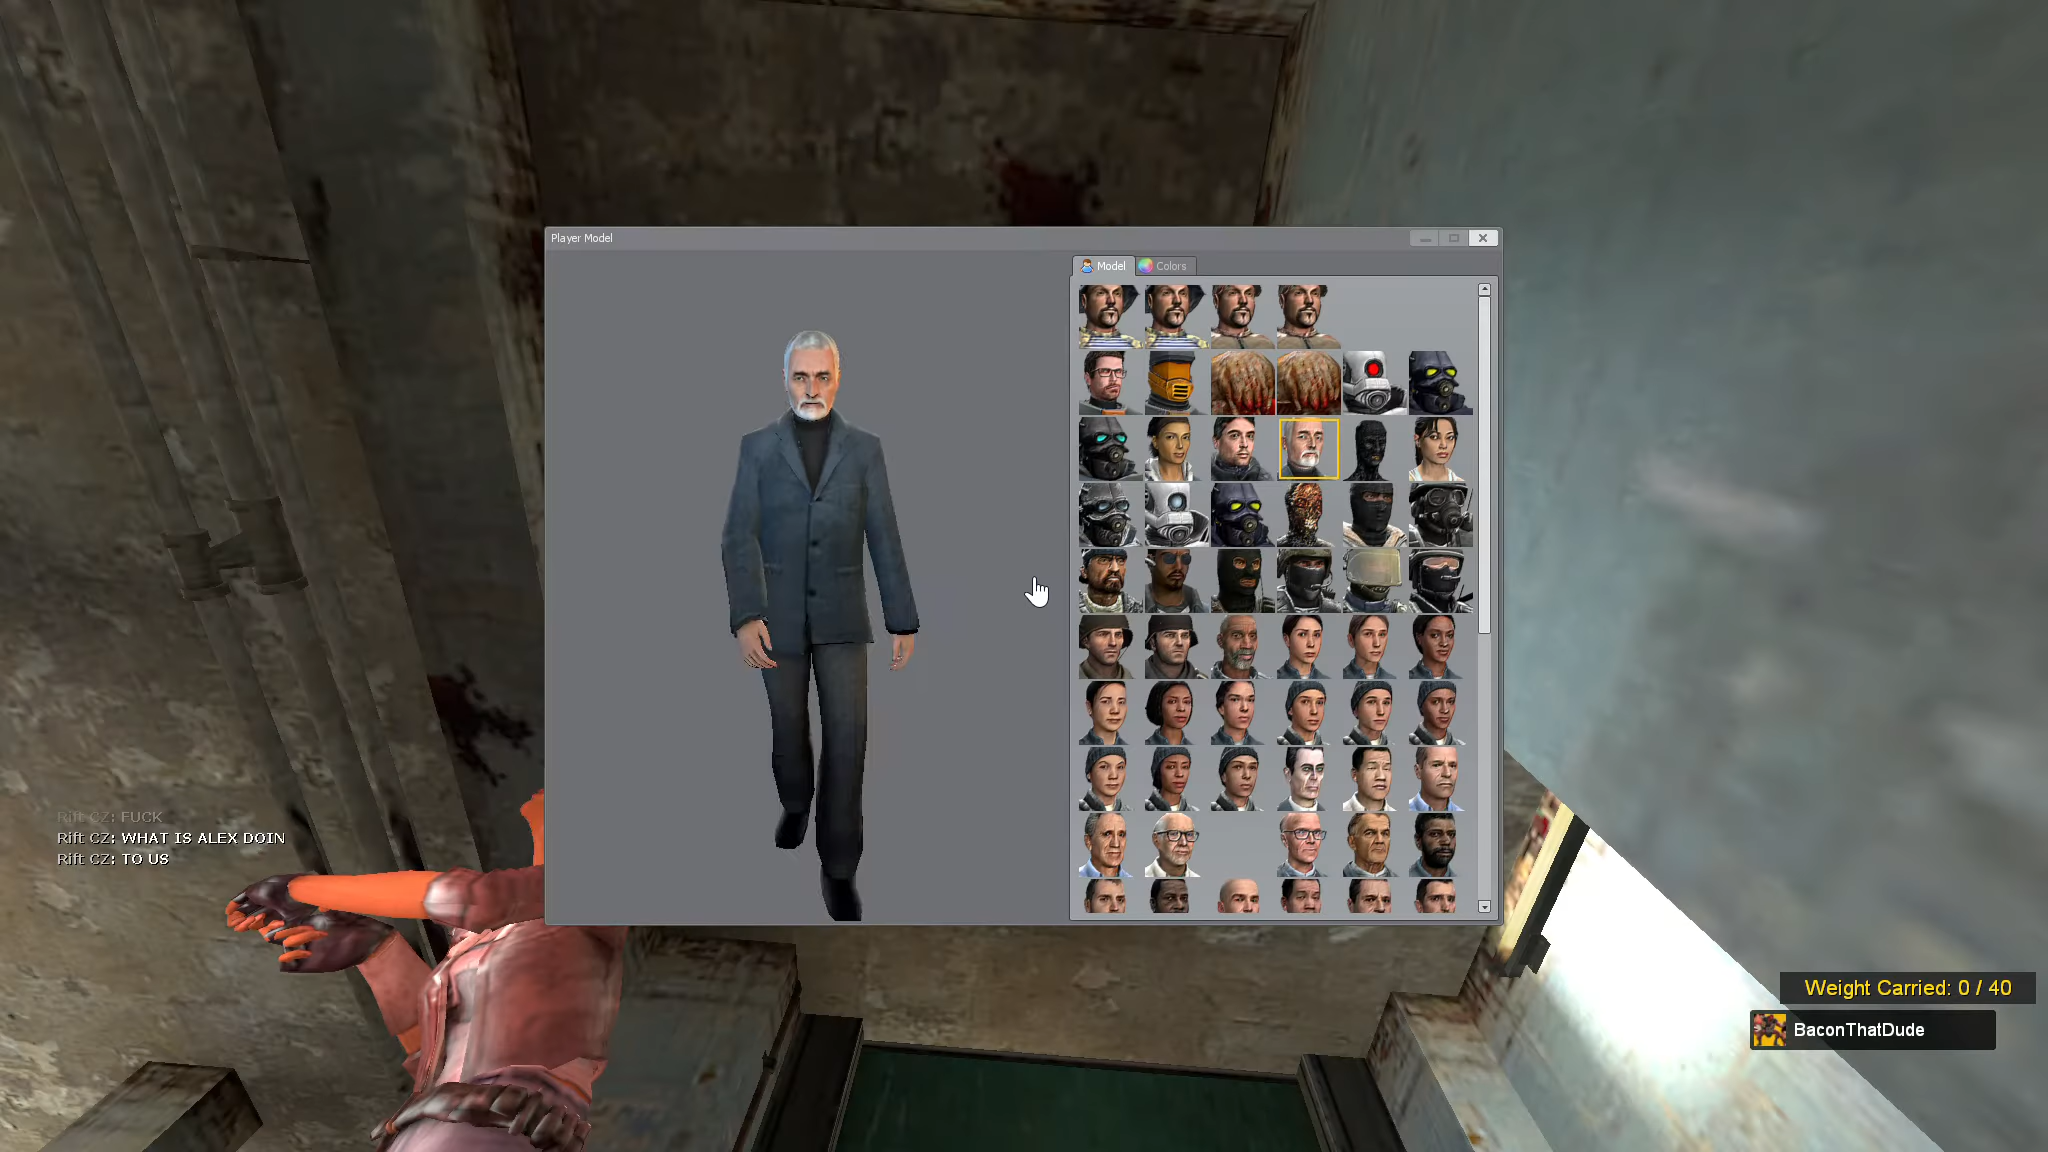 Player Model
Model
Colors
Rift CZ: FUCK
Rift CZ: WHAT IS ALEX DOIN
Rift CZ: TO US
Weight Carried: 0 / 40
BaconThatDude